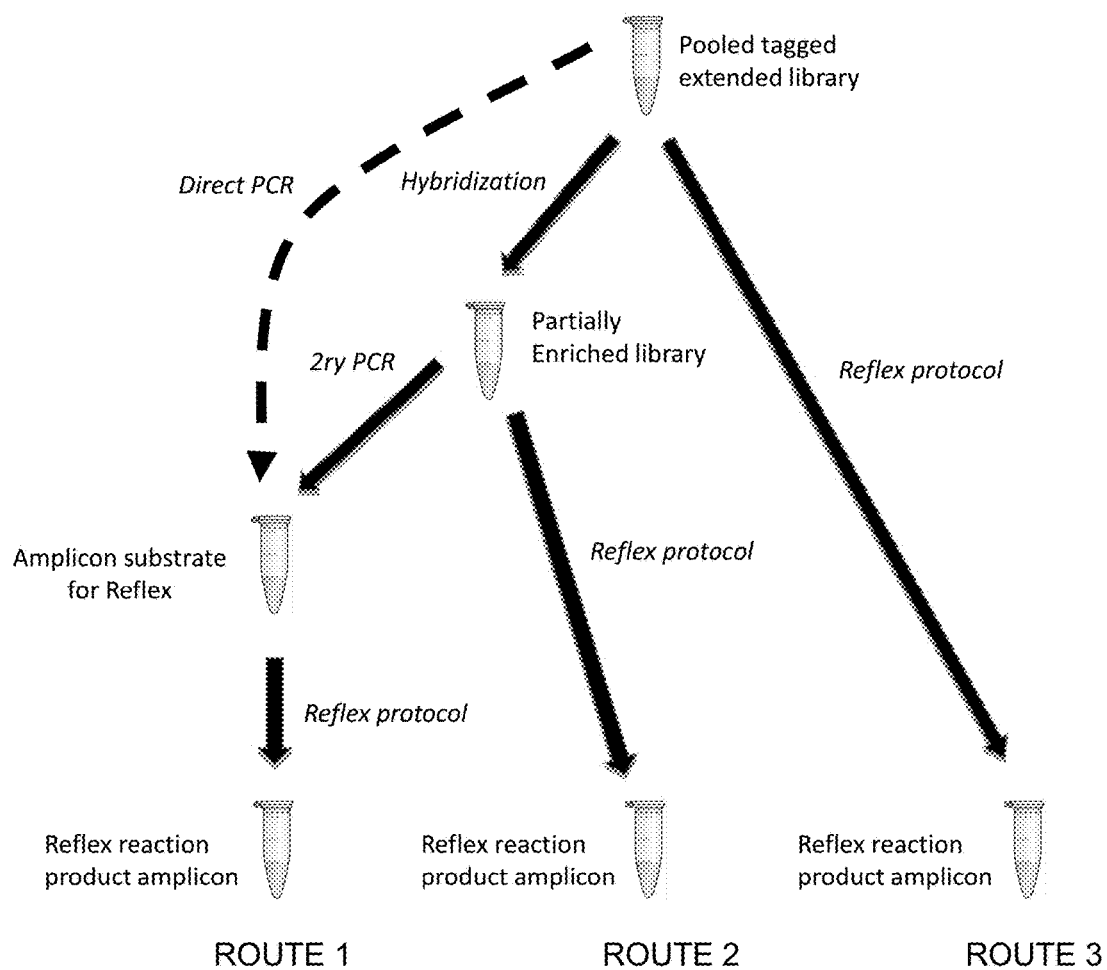 Pooled tagged
extended library
Direct PCR
Hybridization
Partially
Enriched library
2ry PCR
Reflex protocol
Reflex protocol
Amplicon substrate
for Reflex
Reflex protocol
Reflex reaction
product amplicon
Reflex reaction
product amplicon
Reflex reaction
product amplicon
ROUTE 1
ROUTE 2
ROUTE 3